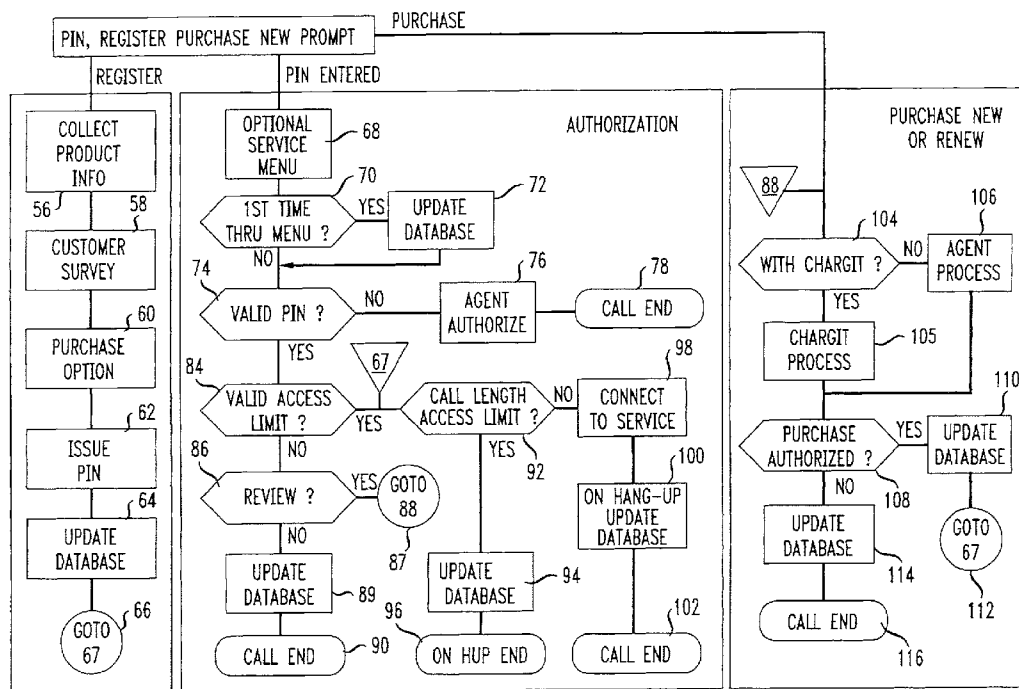 PURCHASE
PIN, REGISTER PURCHASE NEW PROMPT
REGISTER
PIN ENTERED
COLLECT
PRODUCT
INFO
56
58
CUSTOMER
SURVEY
60
PURCHASE
OPTION
62
ISSUE
PIN
64
UPDATE
DATABASE
66
GOTO
67
AUTHORIZATION
OPTIONAL
SERVICE
MENU
68
70
1ST TIME
THRU MENU ?
YES
72
UPDATE
DATABASE
NO
74
VALID PIN ?
NO
76
AGENT
AUTHORIZE
78
CALL END
YES
84
VALID ACCESS
LIMIT ?
YES
67
CALL LENGTH
ACCESS LIMIT ?
92
NO
98
CONNECT
TO SERVICE
NO
YES
86
REVIEW ?
YES
GOTO
88
87
100
ON HANG-UP
UPDATE
DATABASE
NO
UPDATE
DATABASE
89
UPDATE
DATABASE
94
CALL END
90
96
ON HUP END
102
CALL END
PURCHASE NEW
OR RENEW
88
104
WITH CHARGIT ?
NO
106
AGENT
PROCESS
YES
CHARGIT
PROCESS
105
PURCHASE
AUTHORIZED ?
108
YES
110
UPDATE
DATABASE
NO
UPDATE
DATABASE
114
GOTO
67
112
CALL END
116